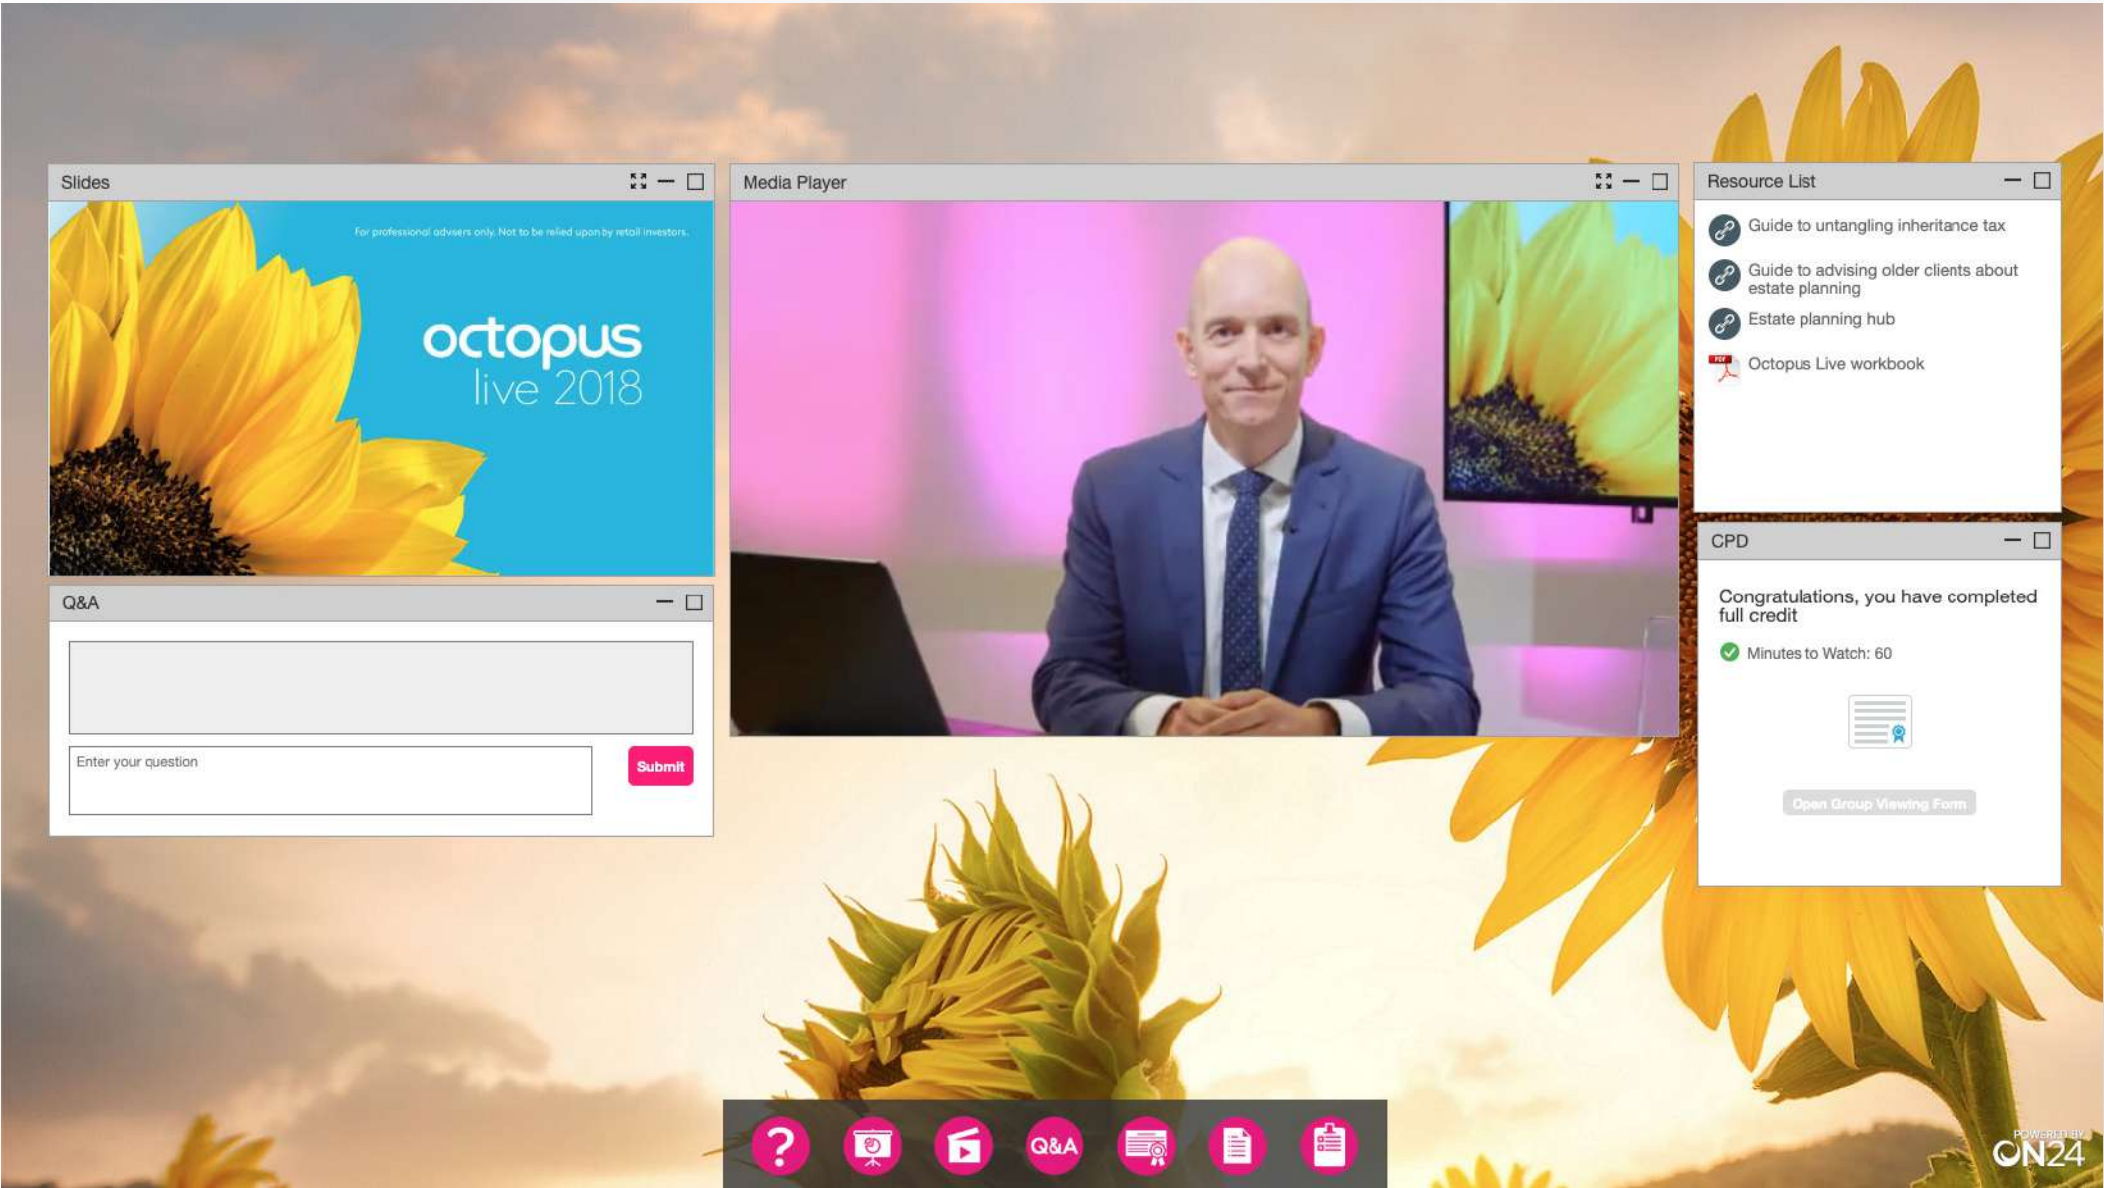 Slides
For professional advisers only. Not to be relied upon by retail investors.
octopus
live 2018
Q&A
Enter your question
Submit
Media Player
Resource List
Guide to untangling inheritance tax
Guide to advising older clients about
estate planning
Estate planning hub
PDF
Octopus Live workbook
CPD
Congratulations, you have completed
full credit
Minutes to Watch: 60
Open Group Viewing Form
?
Q&A
POWERED BY
ON24